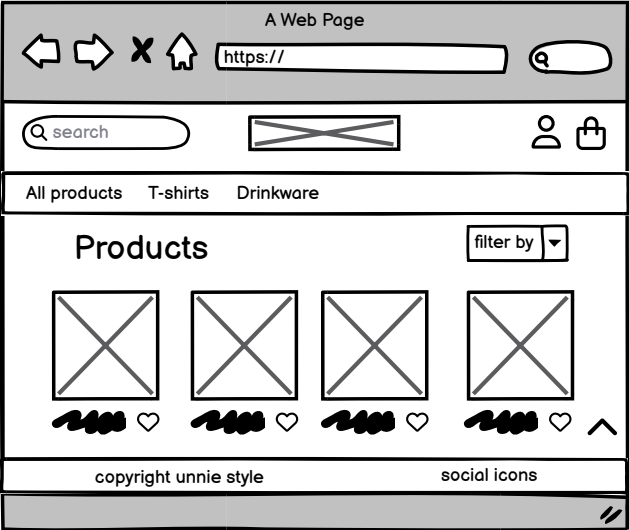 A Web Page
https://
search
All products T-shirts Drinkware
Products
filter by
copyright unnie style
social icons